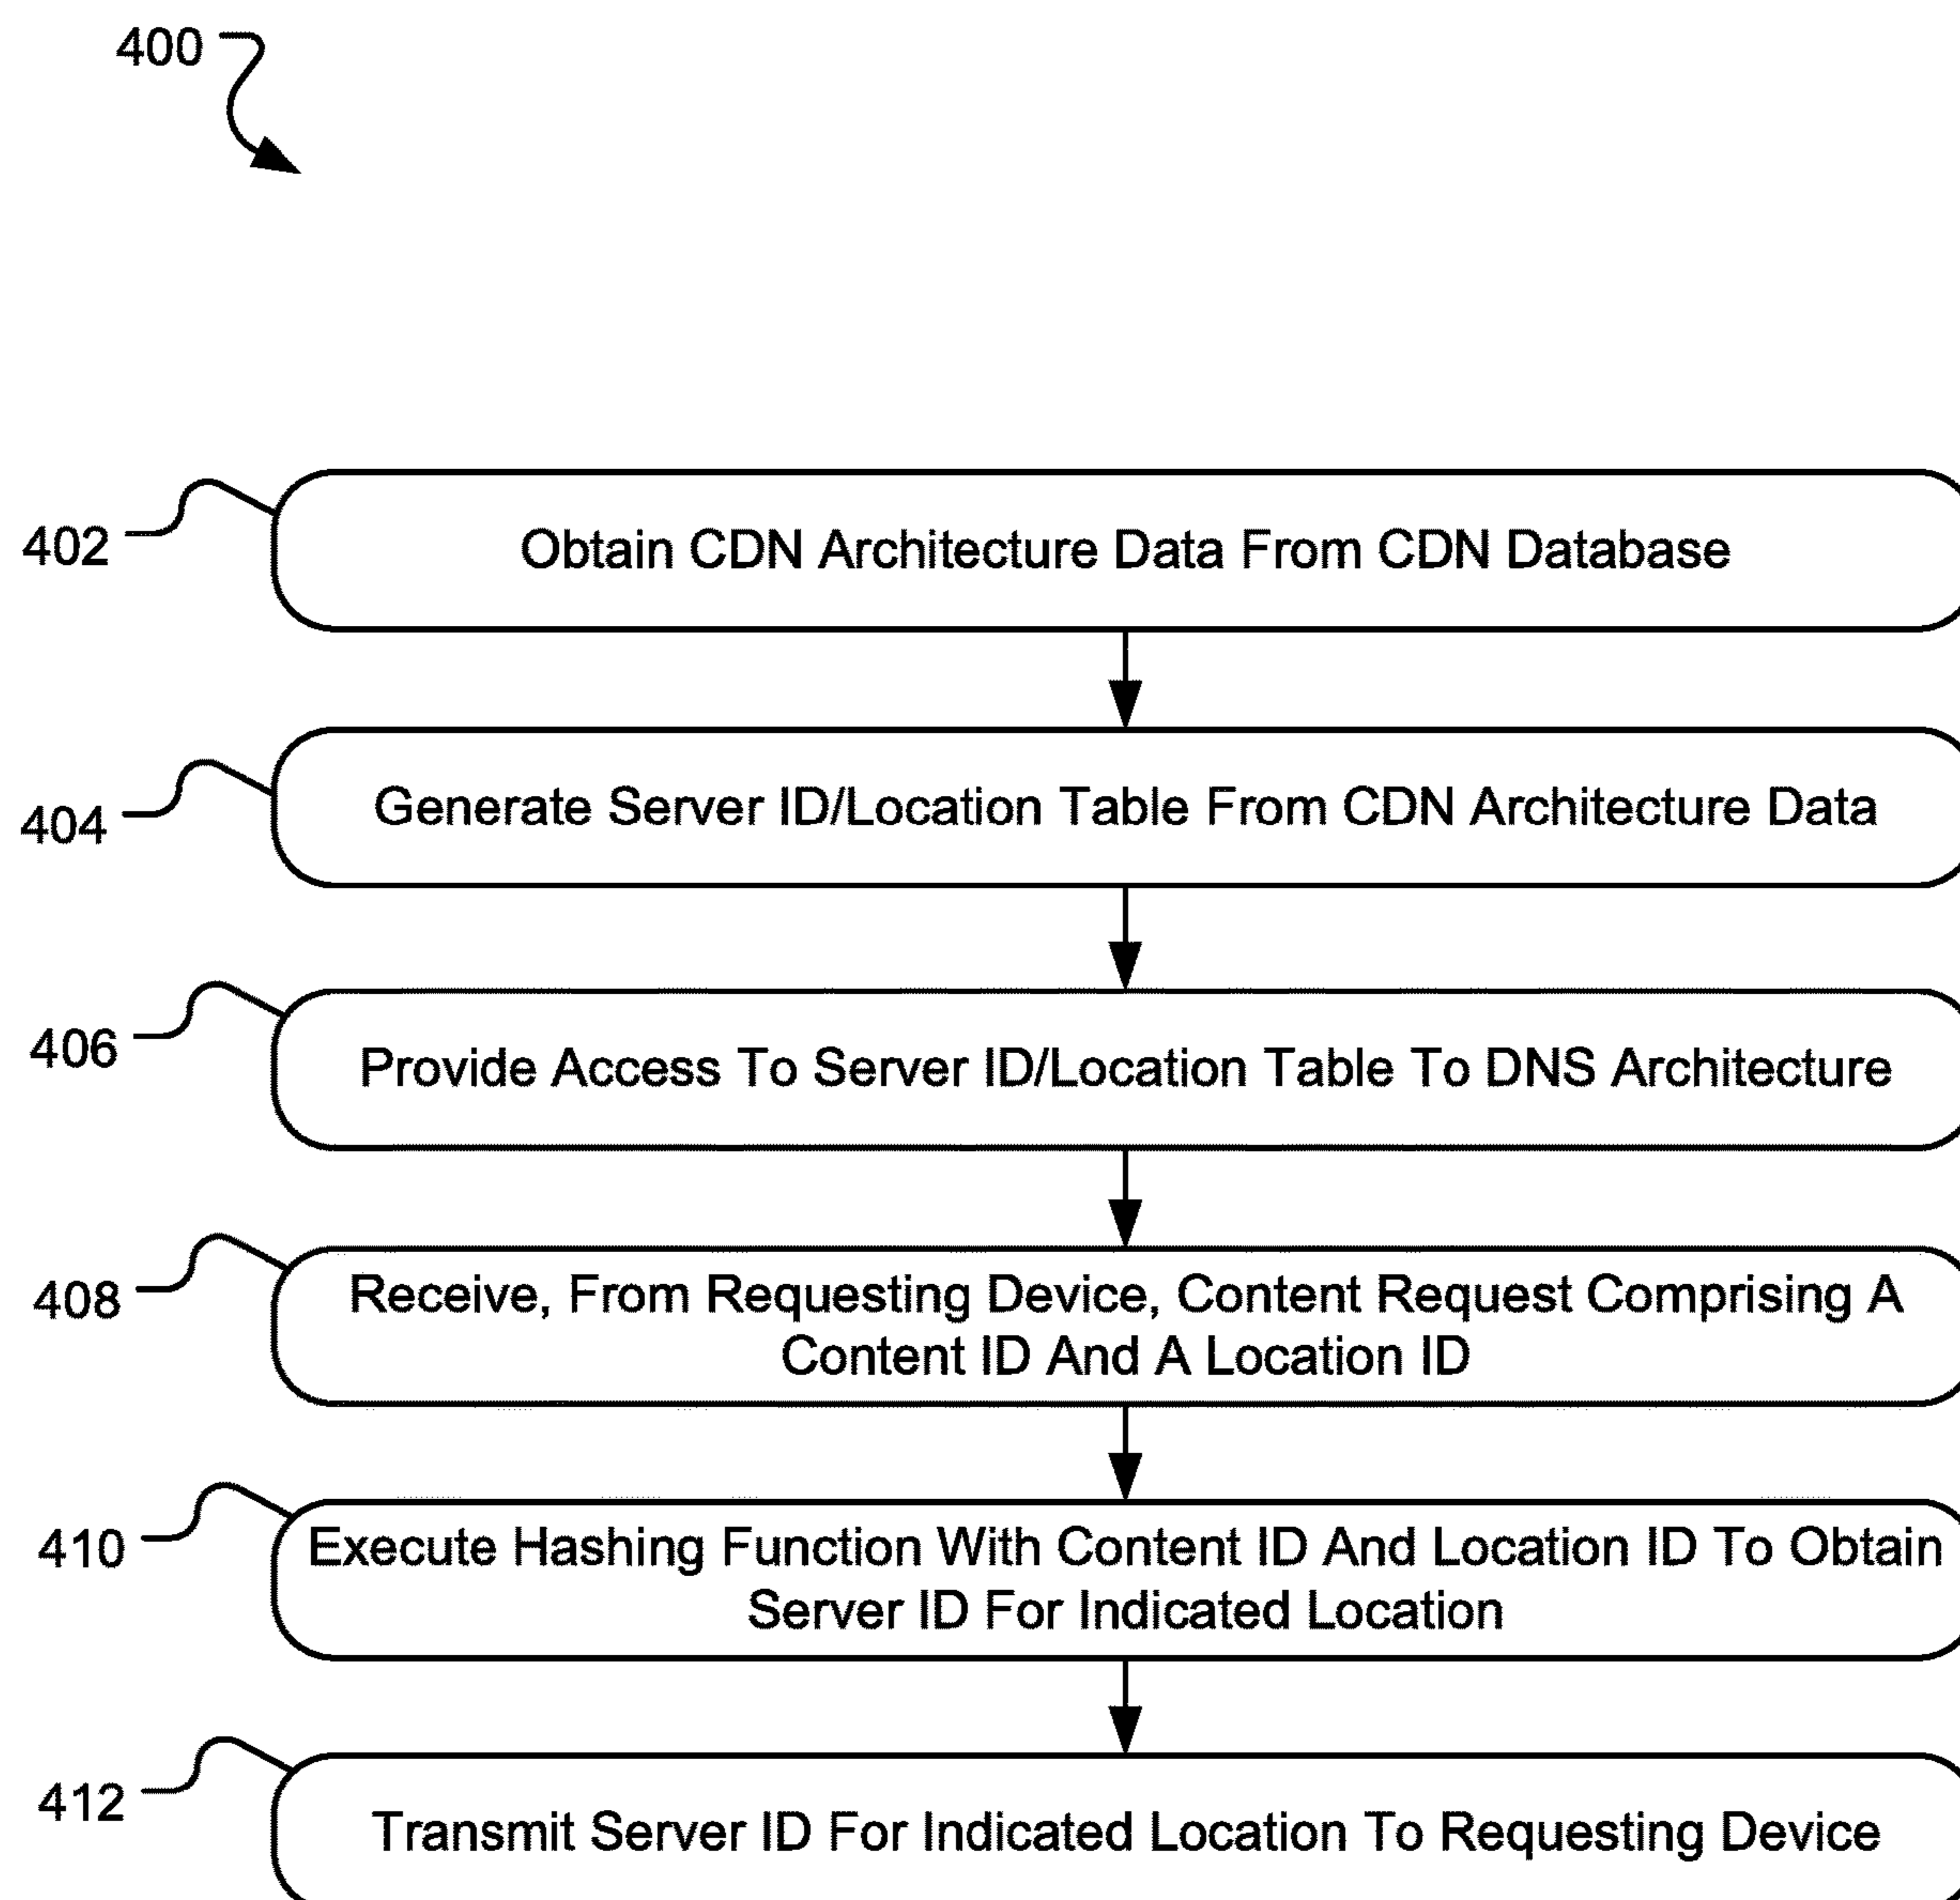 400
402
Obtain CDN Architecture Data From CDN Database
404
Generate Server ID/Location Table From CDN Architecture Data
406
Provide Access To Server ID/Location Table To DNS Architecture
408
Receive, From Requesting Device, Content Request Comprising A
Content ID And A Location ID
410
Execute Hashing Function With Content ID And Location ID To Obtain
Server ID For Indicated Location
412
Transmit Server ID For Indicated Location To Requesting Device